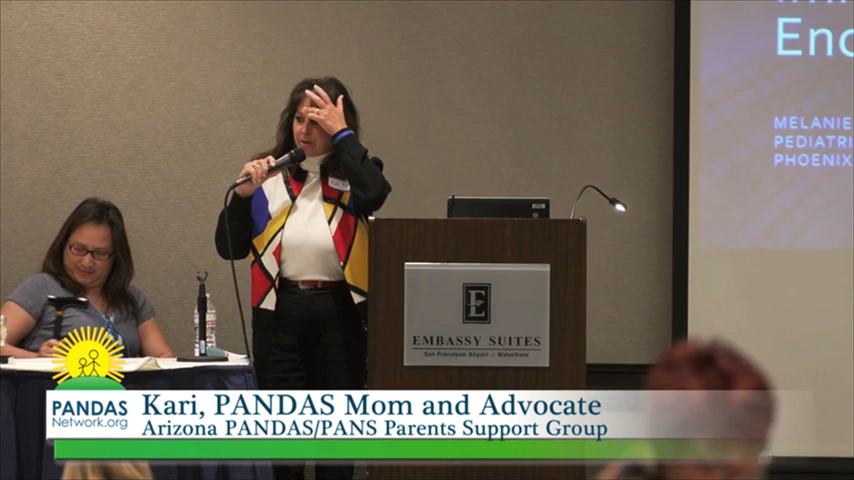 Enc
MELANIE
PEDIATRI
PHOENIX
E
EMBASSY SUITES
San Francisco Airport - Waterfront
PANDAS
Network.org
Kari, PANDAS Mom and Advocate
Arizona PANDAS/PANS Parents Support Group